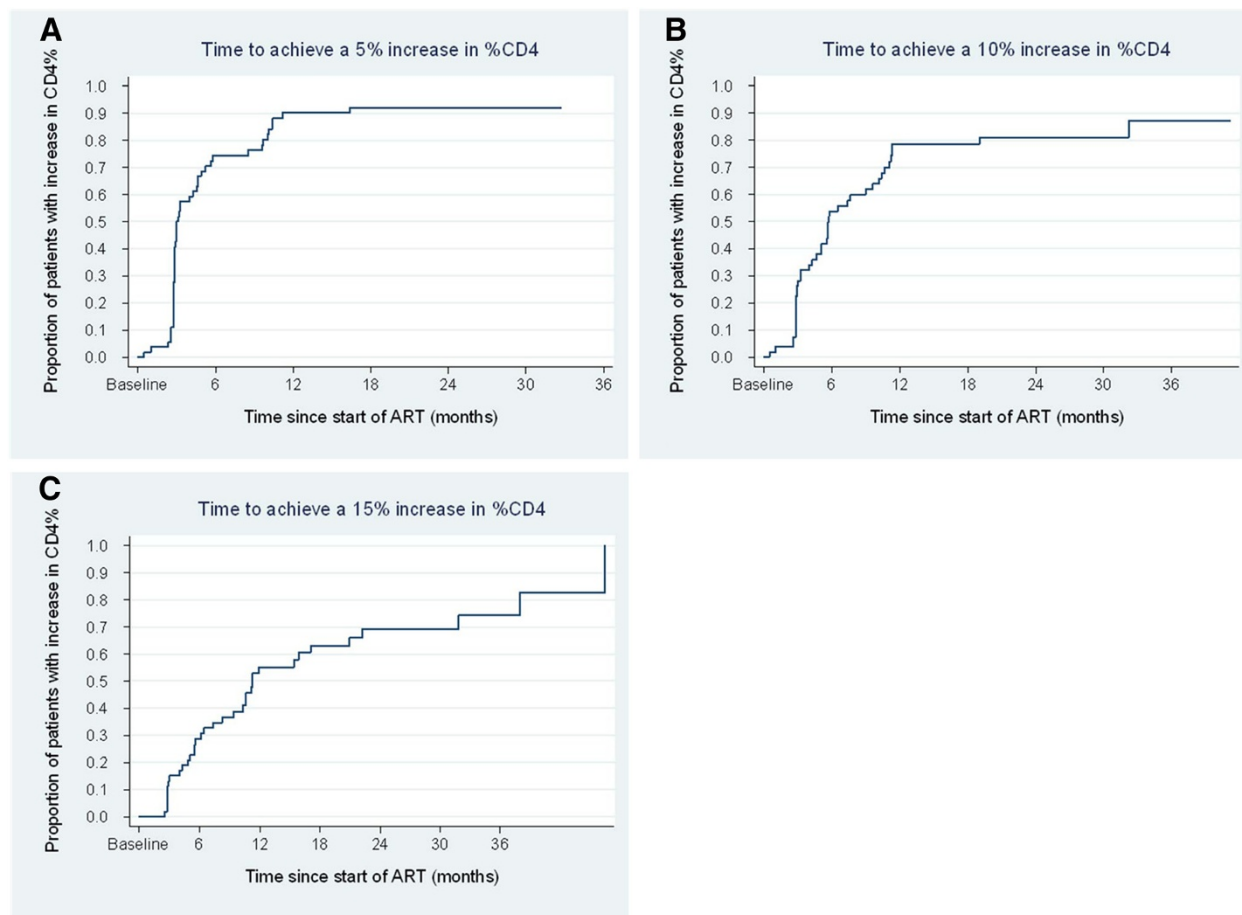 A
Time to achieve a 5% increase in %CD4
Proportion of patients with increase in CD4%
1.0
0.9
0.8
0.7
0.6
0.5
0.4
0.3
0.2
0.1
0.0
Baseline 6 12 18 24 30 36
Time since start of ART (months)
B
Time to achieve a 10% increase in %CD4
Proportion of patients with increase in CD4%
1.0
0.9
0.8
0.7
0.6
0.5
0.4
0.3
0.2
0.1
0.0
Baseline 6 12 18 24 30 36
Time since start of ART (months)
C
Time to achieve a 15% increase in %CD4
Proportion of patients with increase in CD4%
1.0
0.9
0.8
0.7
0.6
0.5
0.4
0.3
0.2
0.1
0.0
Baseline 6 12 18 24 30 36
Time since start of ART (months)